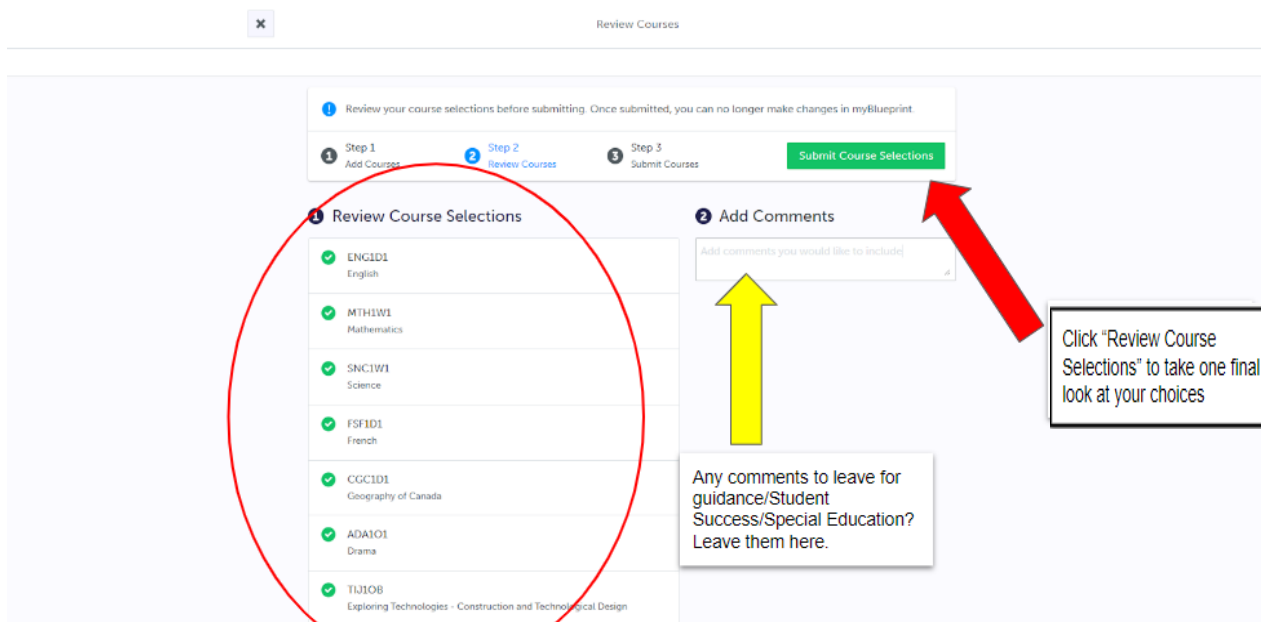 Review Courses
Review your course selections before submitting. Once submitted, you can no longer make changes in myBlueprint.
1 Step 1
Add Courses
2 Step 2
Review Courses
3 Step 3
Submit Courses
Submit Course Selections
1 Review Course Selections
2 Add Comments
ENG1D1
English
MTH1W1
Mathematics
SNC1W1
Science
FSF1D1
French
CGC1D1
Geography of Canada
ADA1O1
Drama
TIJ1OB
Exploring Technologies - Construction and Technological Design
Add comments you would like to include
Any comments to leave for
guidance/Student
Success/Special Education?
Leave them here.
Click “Review Course
Selections” to take one final
look at your choices